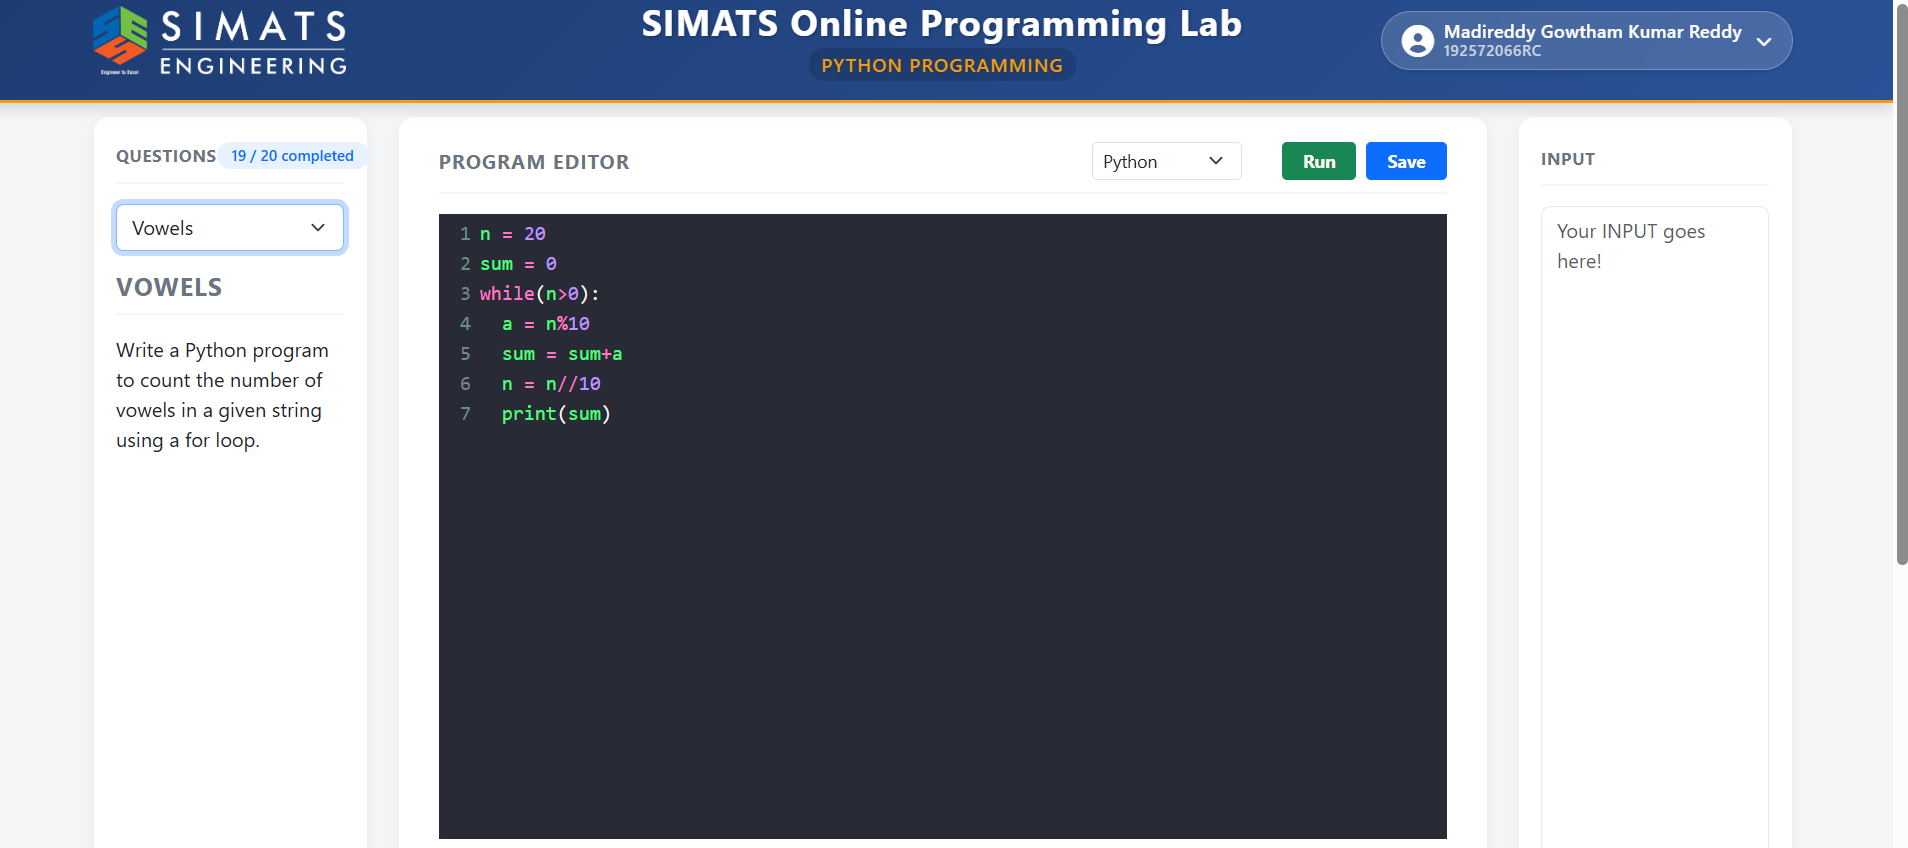 SIMATS
ENGINEERING
Engineer to Excel
SIMATS Online Programming Lab
PYTHON PROGRAMMING
Madireddy Gowtham Kumar Reddy
192572066RC
QUESTIONS 19 / 20 completed
Vowels
VOWELS
Write a Python program
to count the number of
vowels in a given string
using a for loop.
PROGRAM EDITOR
Python
Run
Save
1 n = 20
2 sum = 0
3 while(n>0):
4   a = n%10
5   sum = sum+a
6   n = n//10
7   print(sum)
INPUT
Your INPUT goes
here!